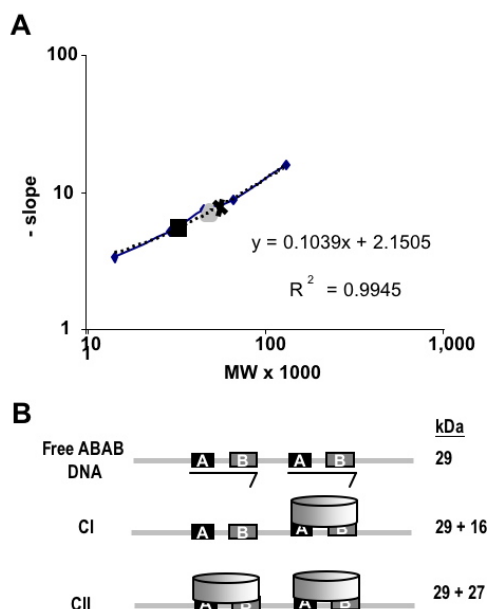 A
100
- slope
10
y = 0.1039x + 2.1505
R 2 = 0.9945
1
10 100 1,000
MW x 1000
B
kDa
Free ABAB
DNA
A B A B
29
CI
A B A B
29 + 16
CII
A B A B
29 + 27